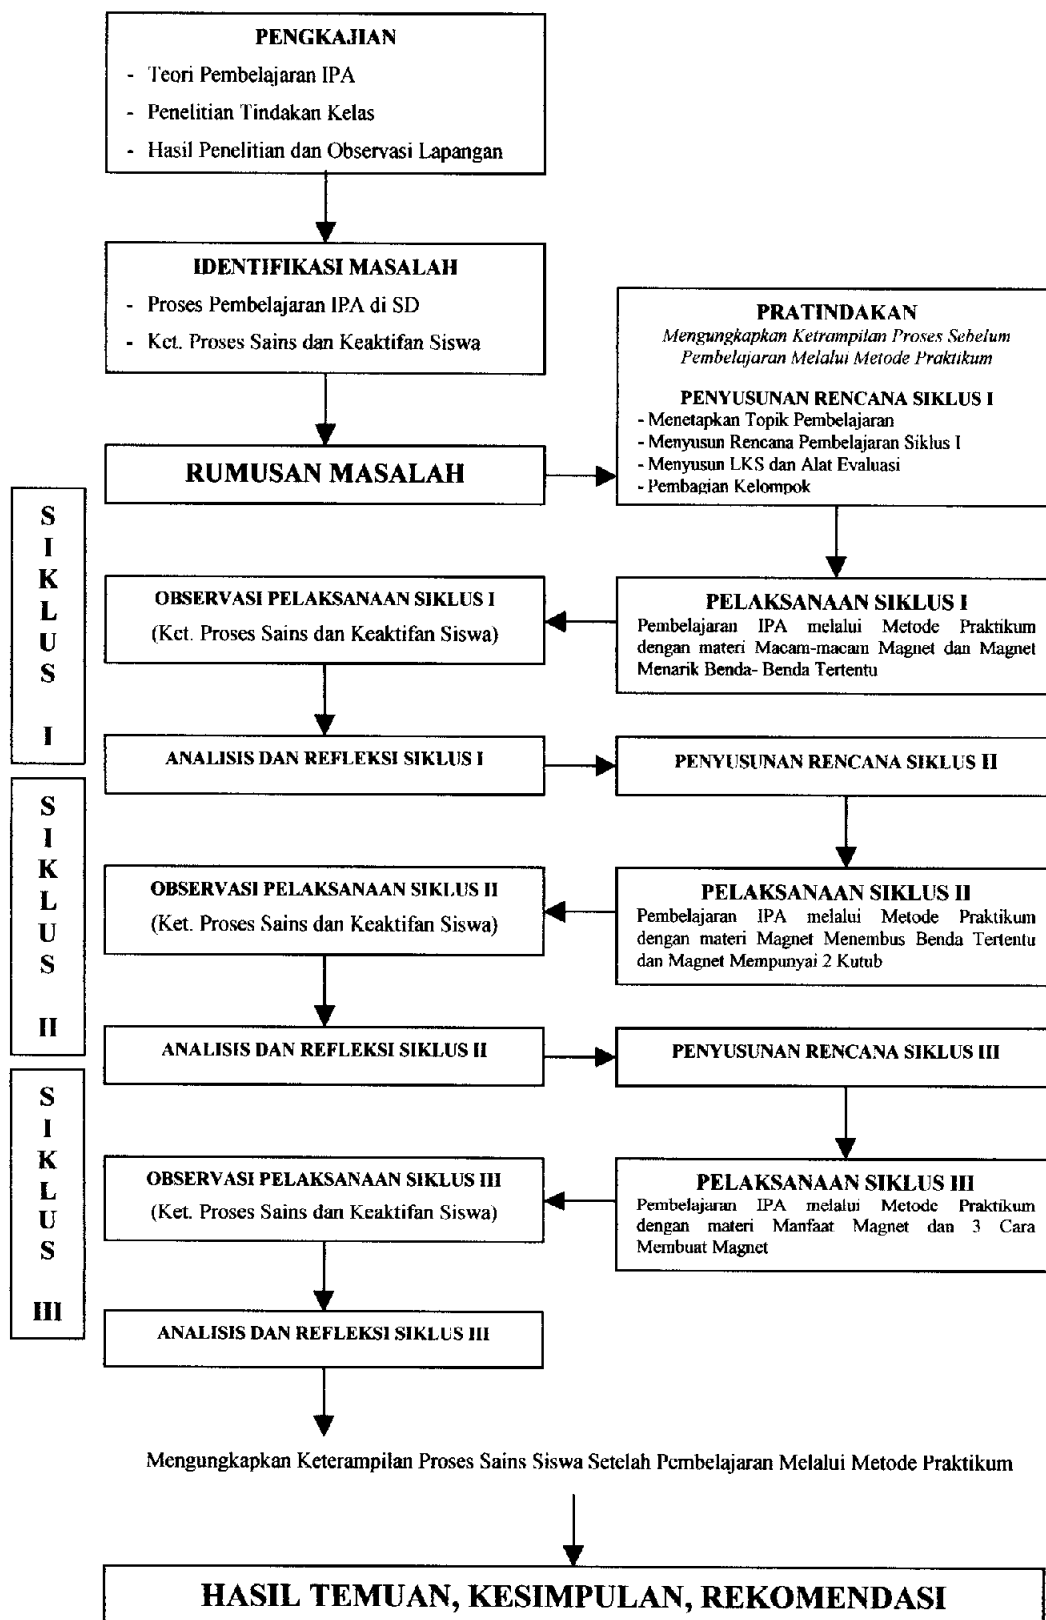 PENGKAJIAN
- Teori Pembelajaran IPA
- Penelitian Tindakan Kelas
- Hasil Penelitian dan Observasi Lapangan
IDENTIFIKASI MASALAH
- Proses Pembelajaran IPA di SD
- Ket. Proses Sains dan Keaktifan Siswa
RUMUSAN MASALAH
PRATINDAKAN
Mengungkapkan Ketrampilan Proses Sebelum
Pembelajaran Melalui Metode Praktikum
PENYUSUNAN RENCANA SIKLUS I
- Menetapkan Topik Pembelajaran
- Menyusun Rencana Pembelajaran Siklus I
- Menyusun LKS dan Alat Evaluasi
- Pembagian Kelompok
SIKLUS I
PELAKSANAAN SIKLUS I
Pembelajaran IPA melalui Metode Praktikum
dengan materi Macam-macam Magnet dan Magnet
Menarik Benda- Benda Tertentu
OBSERVASI PELAKSANAAN SIKLUS I
(Ket. Proses Sains dan Keaktifan Siswa)
ANALISIS DAN REFLEKSI SIKLUS I
PENYUSUNAN RENCANA SIKLUS II
SIKLUS II
PELAKSANAAN SIKLUS II
Pembelajaran IPA melalui Metode Praktikum
dengan materi Magnet Menembus Benda Tertentu
dan Magnet Mempunyai 2 Kutub
OBSERVASI PELAKSANAAN SIKLUS II
(Ket. Proses Sains dan Keaktifan Siswa)
ANALISIS DAN REFLEKSI SIKLUS II
PENYUSUNAN RENCANA SIKLUS III
SIKLUS III
PELAKSANAAN SIKLUS III
Pembelajaran IPA melalui Metode Praktikum
dengan materi Manfaat Magnet dan 3 Cara
Membuat Magnet
OBSERVASI PELAKSANAAN SIKLUS III
(Ket. Proses Sains dan Keaktifan Siswa)
ANALISIS DAN REFLEKSI SIKLUS III
Mengungkapkan Keterampilan Proses Sains Siswa Setelah Pembelajaran Melalui Metode Praktikum
HASIL TEMUAN, KESIMPULAN, REKOMENDASI